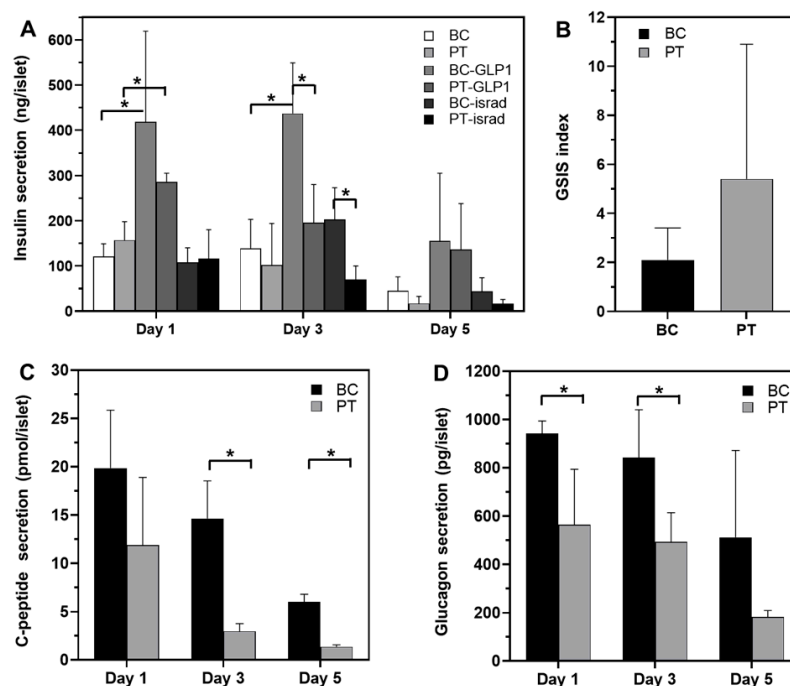 A
Insulin secretion (ng/islet)
650
600
500
400
300
200
100
0
BC
PT
BC-GLP1
PT-GLP1
BC-israd
PT-israd
*
*
*
*
*
Day 1
Day 3
Day 5
B
GSIS index
12
10
8
6
4
2
0
BC
PT
BC
PT
C
C-peptide secretion (pmol/islet)
30
25
20
15
10
5
0
BC
PT
*
*
Day 1
Day 3
Day 5
D
Glucagon secretion (pg/islet)
1200
1000
800
600
400
200
0
BC
PT
*
*
Day 1
Day 3
Day 5